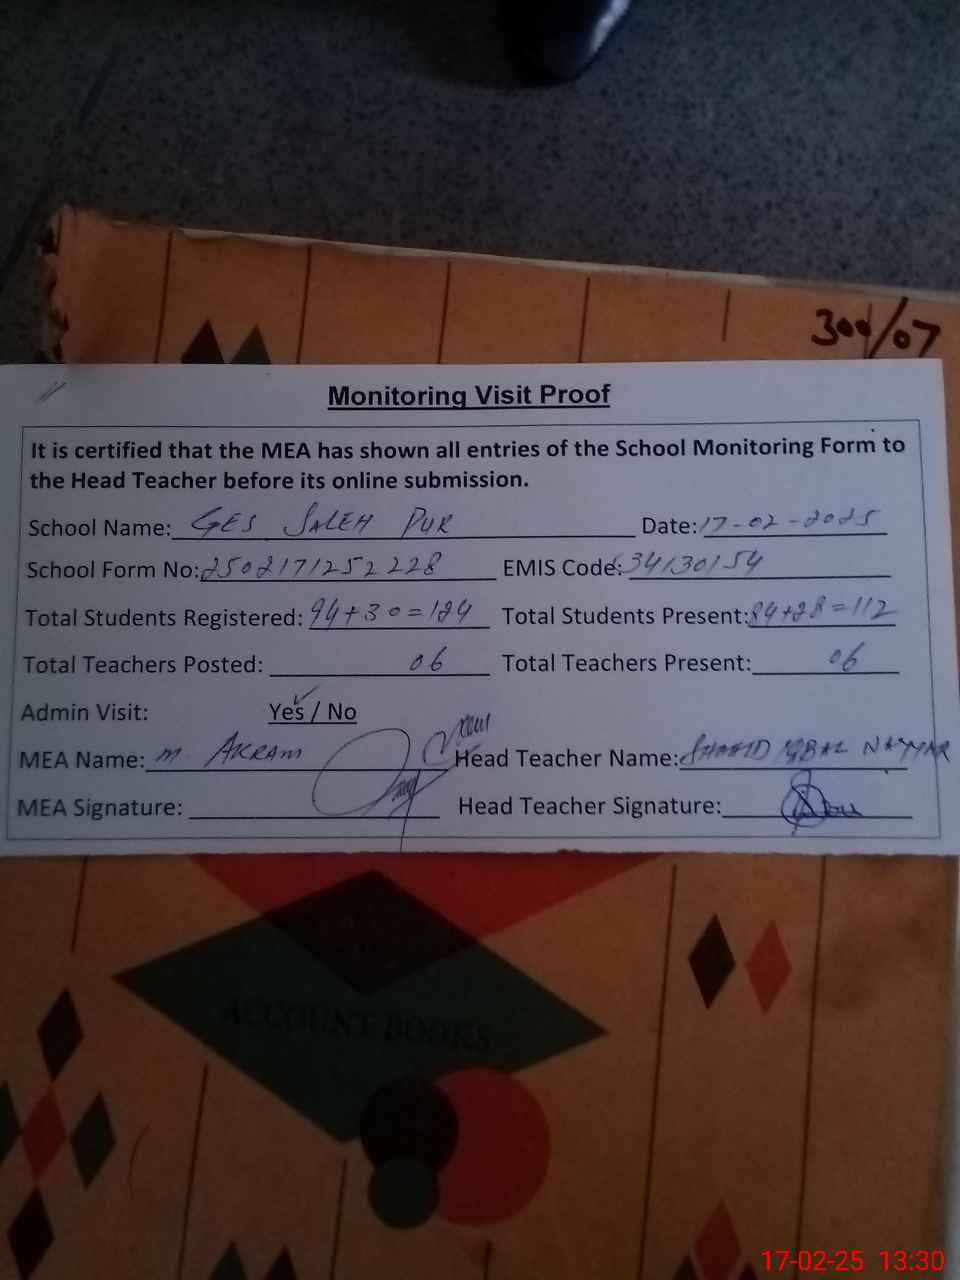 300/07
Monitoring Visit Proof
It is certified that the MEA has shown all entries of the School Monitoring Form to
the Head Teacher before its online submission.
School Name: GES SALEH PUR Date: 17-02-2025
School Form No: 2502171252228 EMIS Code: 34130154
Total Students Registered: 94+30=124 Total Students Present: 84+28=112
Total Teachers Posted: 06 Total Teachers Present: 06
Admin Visit: Yes / No
MEA Name: M. AKRAM Head Teacher Name: SHAHID IQBAL
MEA Signature: Head Teacher Signature:
ACCOUNT BOOKS
17-02-25 13:30